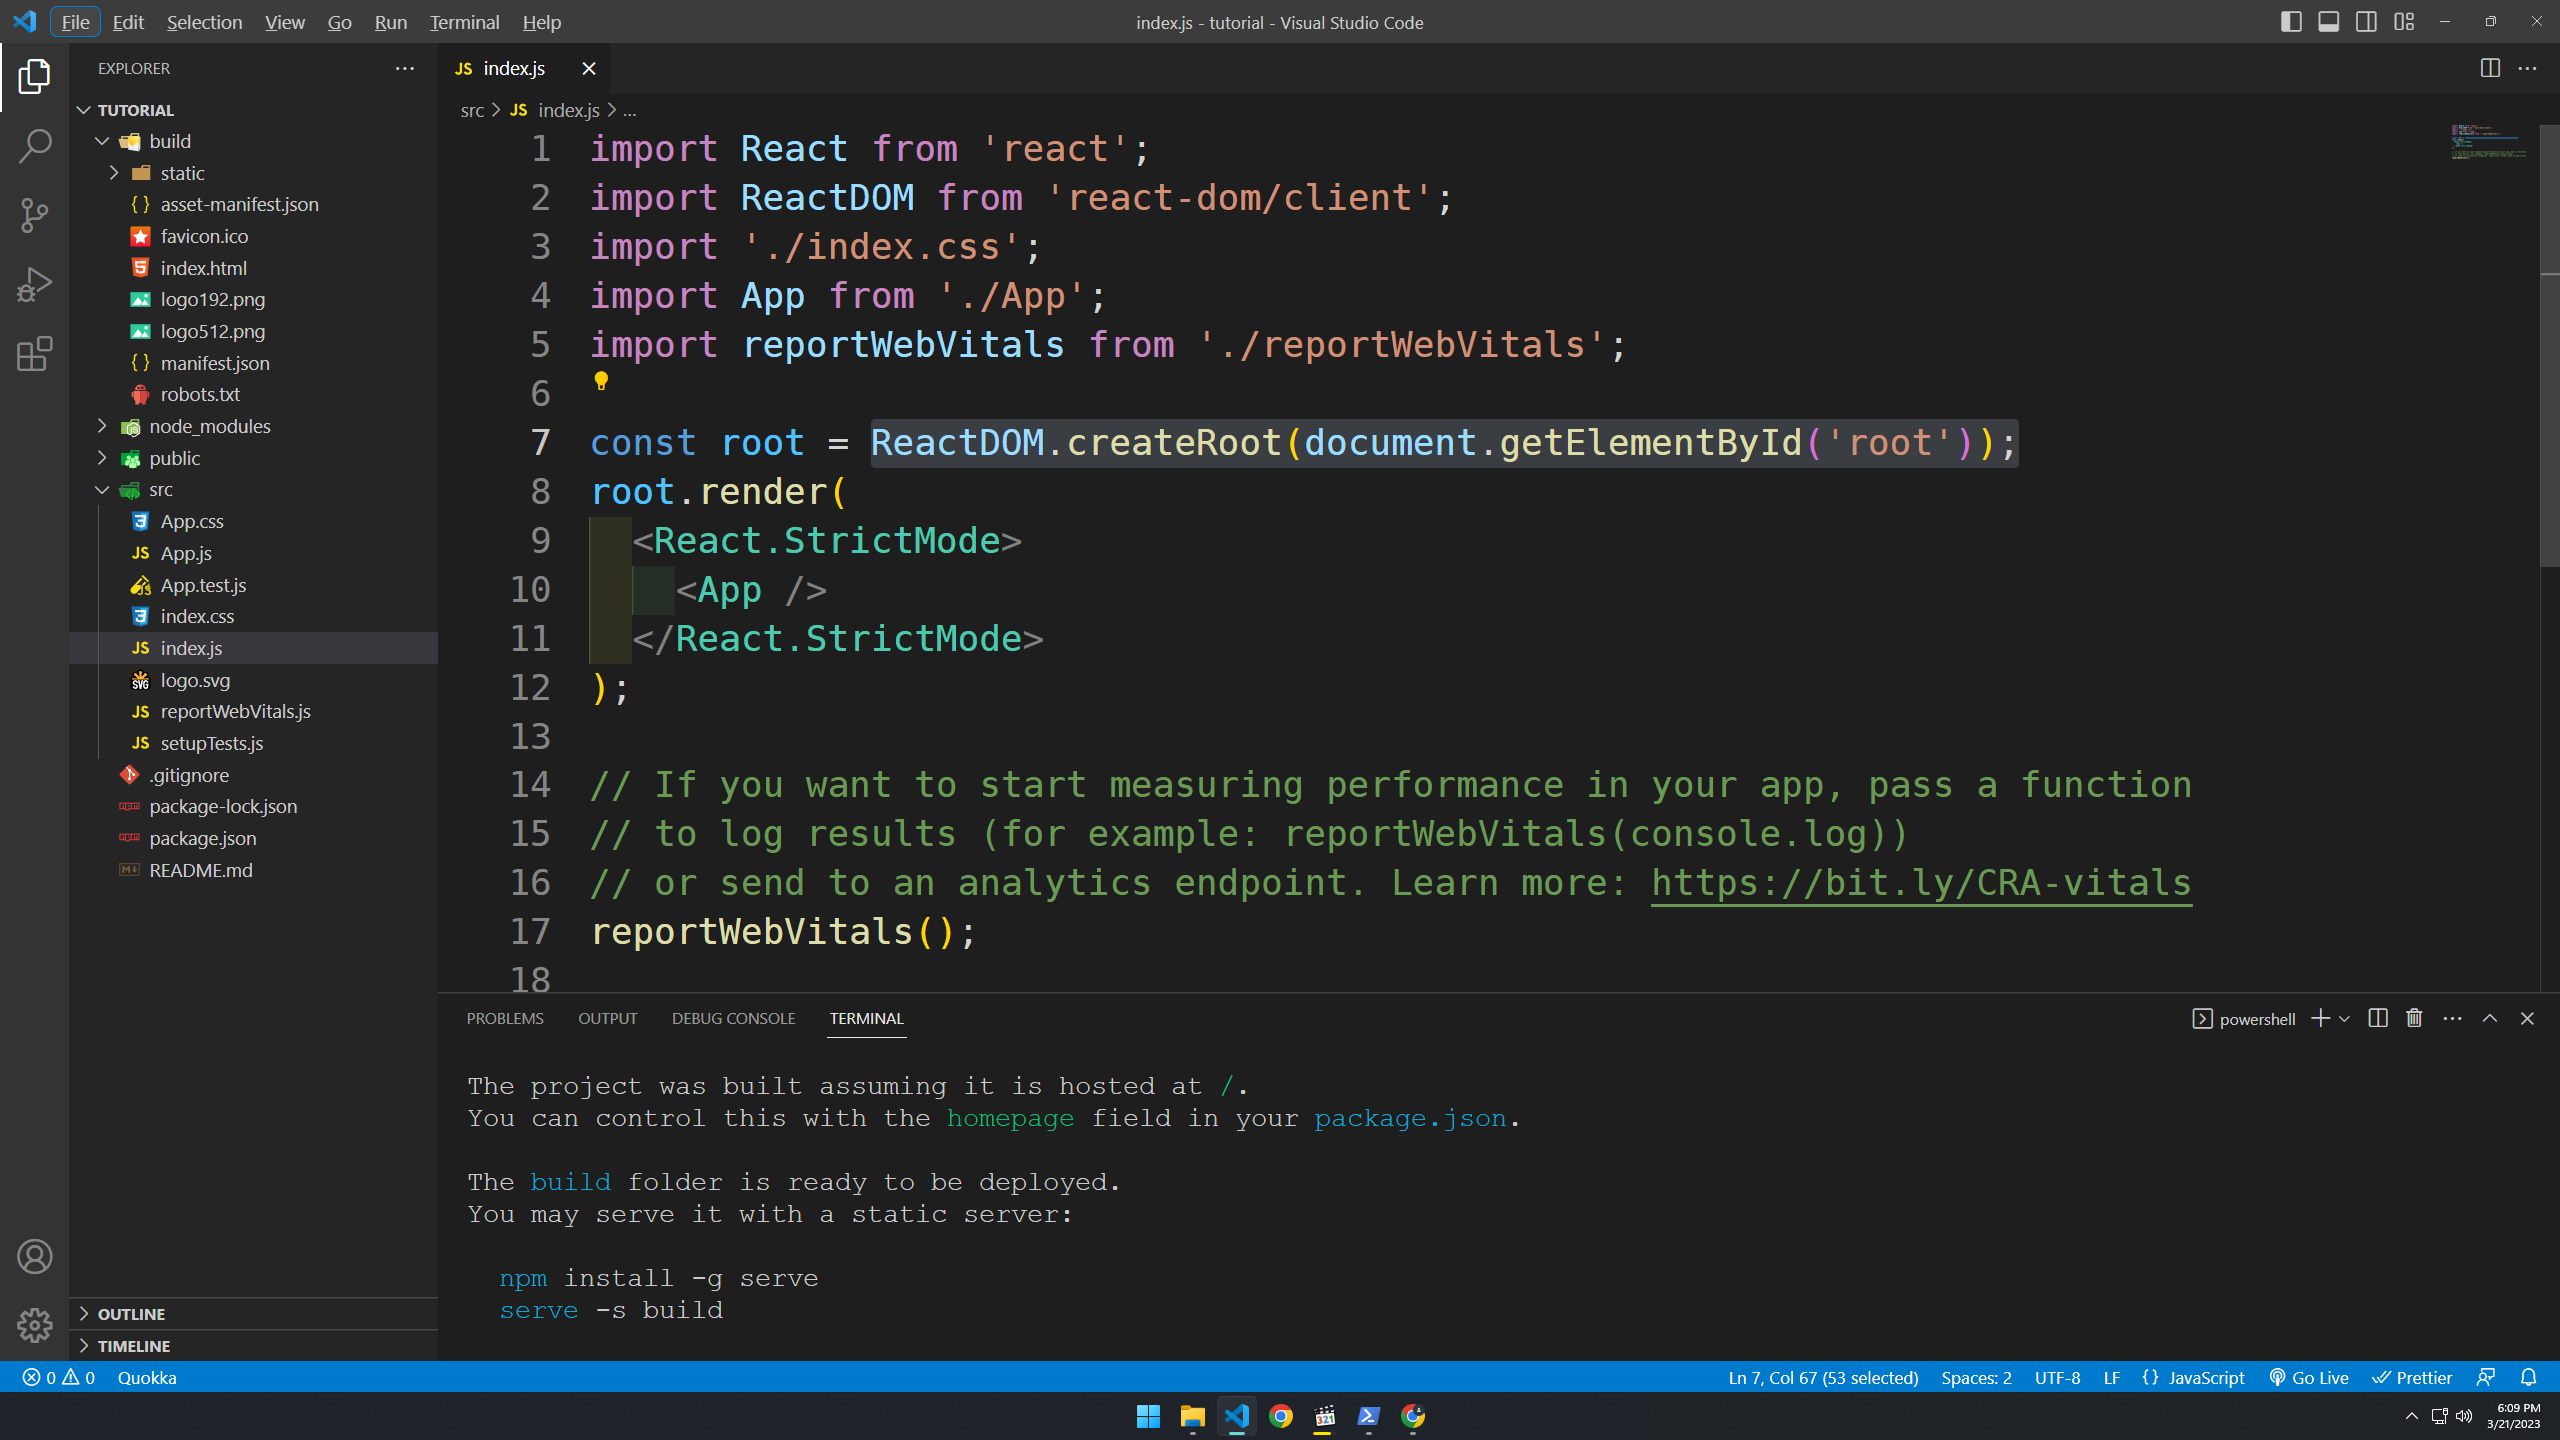 File Edit Selection View Go Run Terminal Help
index.js - tutorial - Visual Studio Code
EXPLORER
TUTORIAL
build
static
{ } asset-manifest.json
favicon.ico
index.html
logo192.png
logo512.png
{ } manifest.json
robots.txt
node_modules
public
src
App.css
JS App.js
App.test.js
index.css
JS index.js
SVG logo.svg
JS reportWebVitals.js
JS setupTests.js
.gitignore
package-lock.json
package.json
README.md
OUTLINE
TIMELINE
JS index.js
src > JS index.js > ...
1 import React from 'react';
2 import ReactDOM from 'react-dom/client';
3 import './index.css';
4 import App from './App';
5 import reportWebVitals from './reportWebVitals';
6
7 const root = ReactDOM.createRoot(document.getElementById('root'));
8 root.render(
9 <React.StrictMode>
10 <App />
11 </React.StrictMode>
12 );
13
14 // If you want to start measuring performance in your app, pass a function
15 // to log results (for example: reportWebVitals(console.log))
16 // or send to an analytics endpoint. Learn more: https://bit.ly/CRA-vitals
17 reportWebVitals();
18
PROBLEMS OUTPUT DEBUG CONSOLE TERMINAL
powershell
The project was built assuming it is hosted at /.
You can control this with the homepage field in your package.json.
The build folder is ready to be deployed.
You may serve it with a static server:
npm install -g serve
serve -s build
0 0 Quokka
Ln 7, Col 67 (53 selected) Spaces: 2 UTF-8 LF { } JavaScript Go Live Prettier
321
6:09 PM
3/21/2023